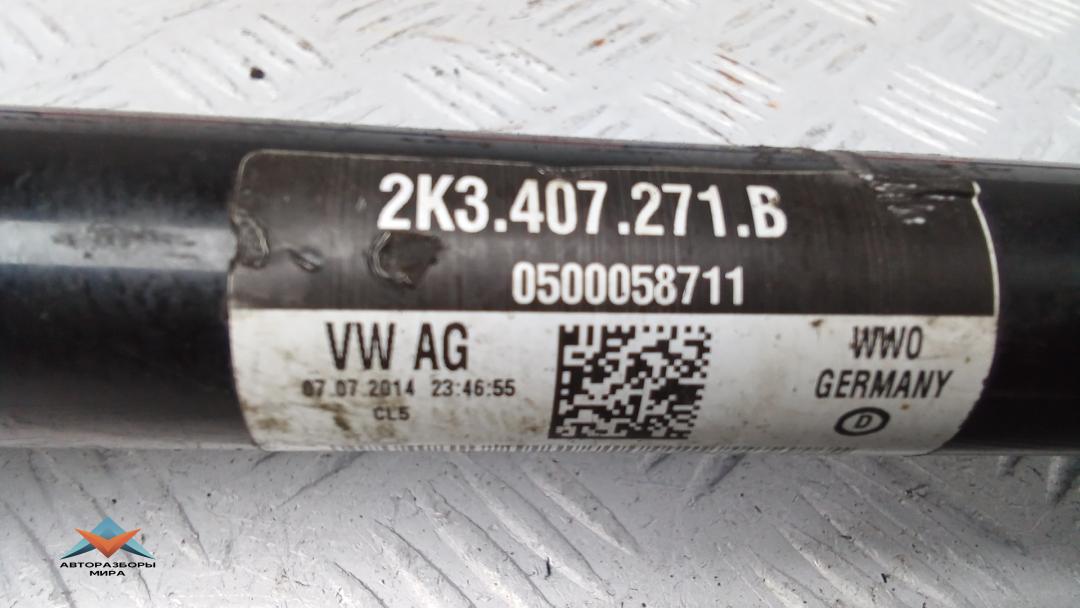 2K3.407.271.B
0500058711
VW AG
07.07.2014 23:46:55
CL5
WWO
GERMANY
D
АВТОРАЗБОРЫ
МИРА